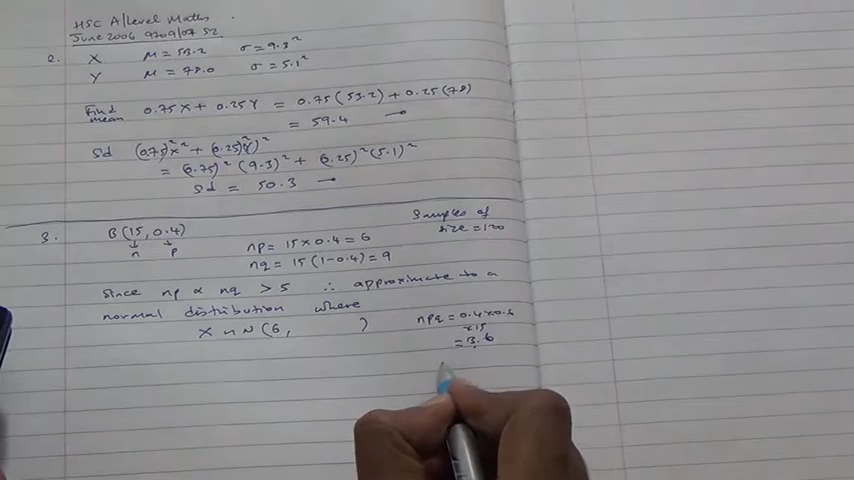 HSC A/Level Maths
June 2006 9709/07 S2
2. X μ = 53.2 σ = 9.3²
Y μ = 78.0 σ = 5.1²
Find mean 0.75X + 0.25Y = 0.75(53.2) + 0.25(78)
= 59.4
Sd (0.75)²X² + (0.25)²(Y)²
= (0.75)²(9.3)² + (0.25)²(5.1)²
Sd = 50.3
3. B(15, 0.4)
n p
np = 15 × 0.4 = 6
nq = 15(1-0.4) = 9
Samples of
size = 120
Since np & nq > 5 ∴ approximate to a
normal distribution where
X ~ N(6, )
npq = 0.4×0.6
×15
= 3.6